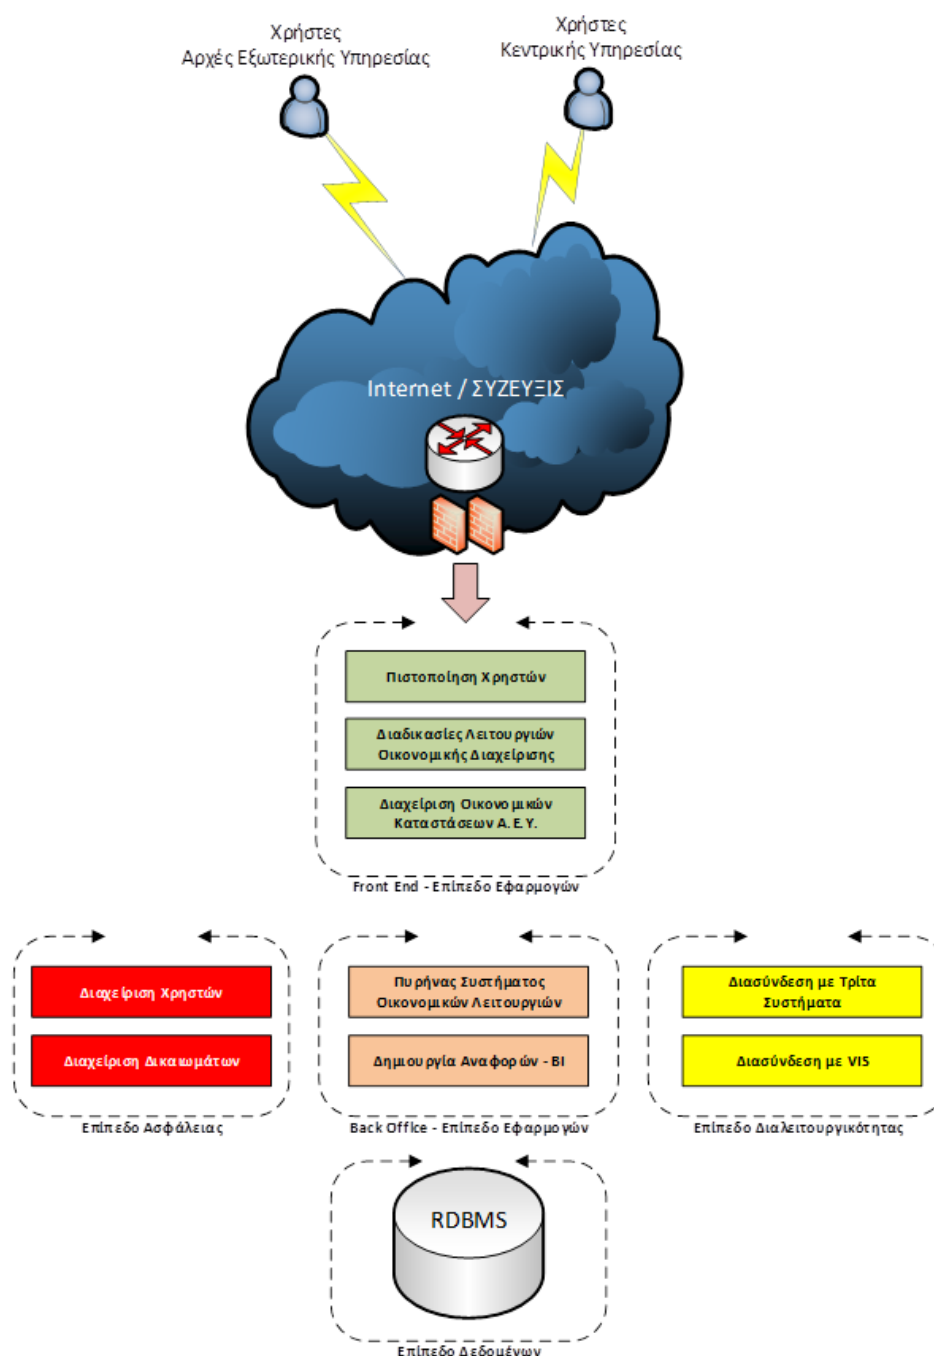 Χρήστες
Αρχές Εξωτερικής Υπηρεσίας
Χρήστες
Κεντρικής Υπηρεσίας
Internet / ΣΥΖΕΥΞΙΣ
Πιστοποίηση Χρηστών
Διαδικασίες Λειτουργιών
Οικονομικής Διαχείρισης
Διαχείριση Οικονομικών
Καταστάσεων Α.Ε.Υ.
Front End - Επίπεδο Εφαρμογών
Διαχείριση Χρηστών
Διαχείριση Δικαιωμάτων
Επίπεδο Ασφάλειας
Πυρήνας Συστήματος
Οικονομικών Λειτουργιών
Δημιουργία Αναφορών - BI
Back Office - Επίπεδο Εφαρμογών
Διασύνδεση με Τρίτα
Συστήματα
Διασύνδεση με VIS
Επίπεδο Διαλειτουργικότητας
RDBMS
Επίπεδο Δεδομένων